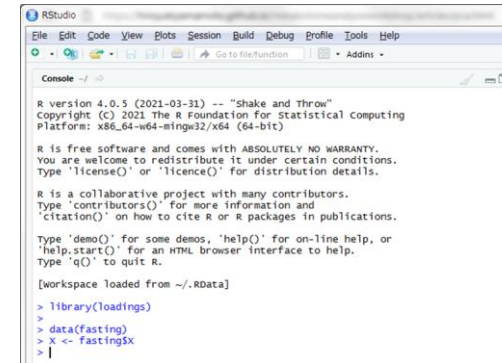 RStudio
File Edit Code View Plots Session Build Debug Profile Tools Help
Go to file/function Addins
Console ~/
R version 4.0.5 (2021-03-31) -- "Shake and Throw"
Copyright (C) 2021 The R Foundation for Statistical Computing
Platform: x86_64-w64-mingw32/x64 (64-bit)
R is free software and comes with ABSOLUTELY NO WARRANTY.
You are welcome to redistribute it under certain conditions.
Type 'license()' or 'licence()' for distribution details.
R is a collaborative project with many contributors.
Type 'contributors()' for more information and
'citation()' on how to cite R or R packages in publications.
Type 'demo()' for some demos, 'help()' for on-line help, or
'help.start()' for an HTML browser interface to help.
Type 'q()' to quit R.
[Workspace loaded from ~/.RData]
> library(loadings)
>
> data(fasting)
> X <- fasting$X
>